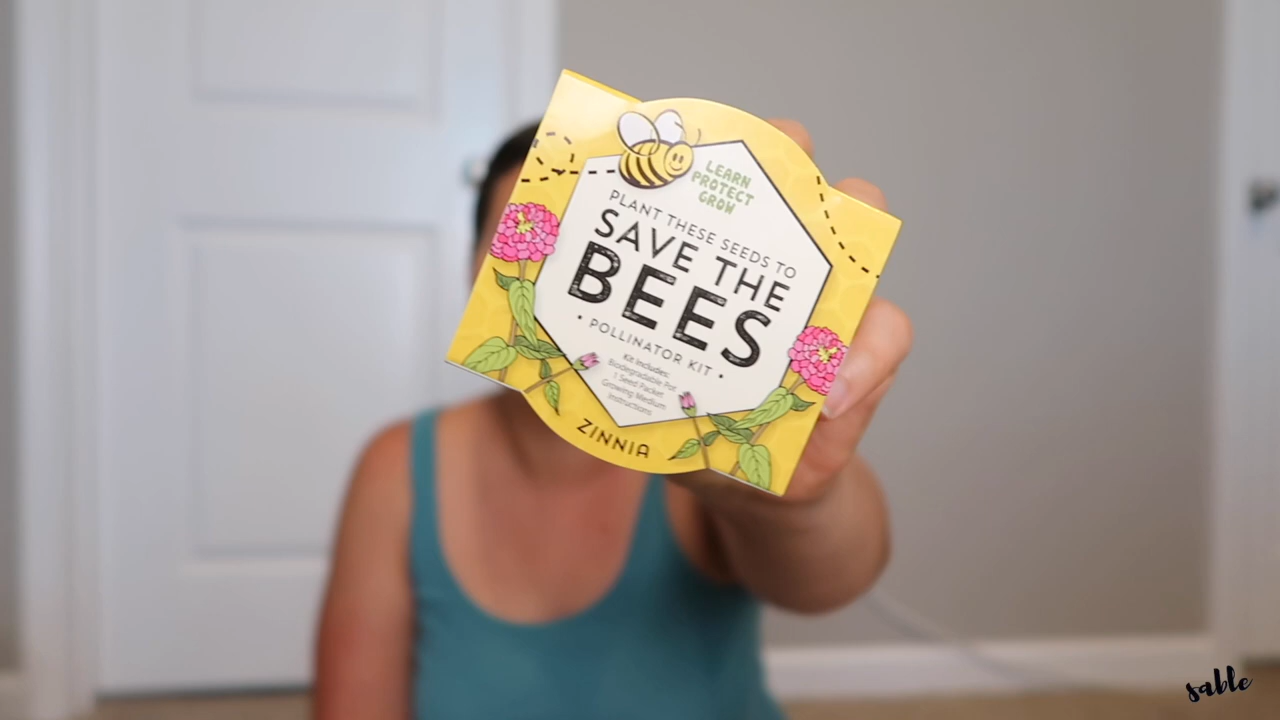 LEARN
PROTECT
GROW
PLANT THESE SEEDS TO
SAVE THE
BEES
• POLLINATOR KIT •
Kit Includes:
Biodegradable Pot
1 Seed Packet
Growing Medium
Instructions
ZINNIA
sable